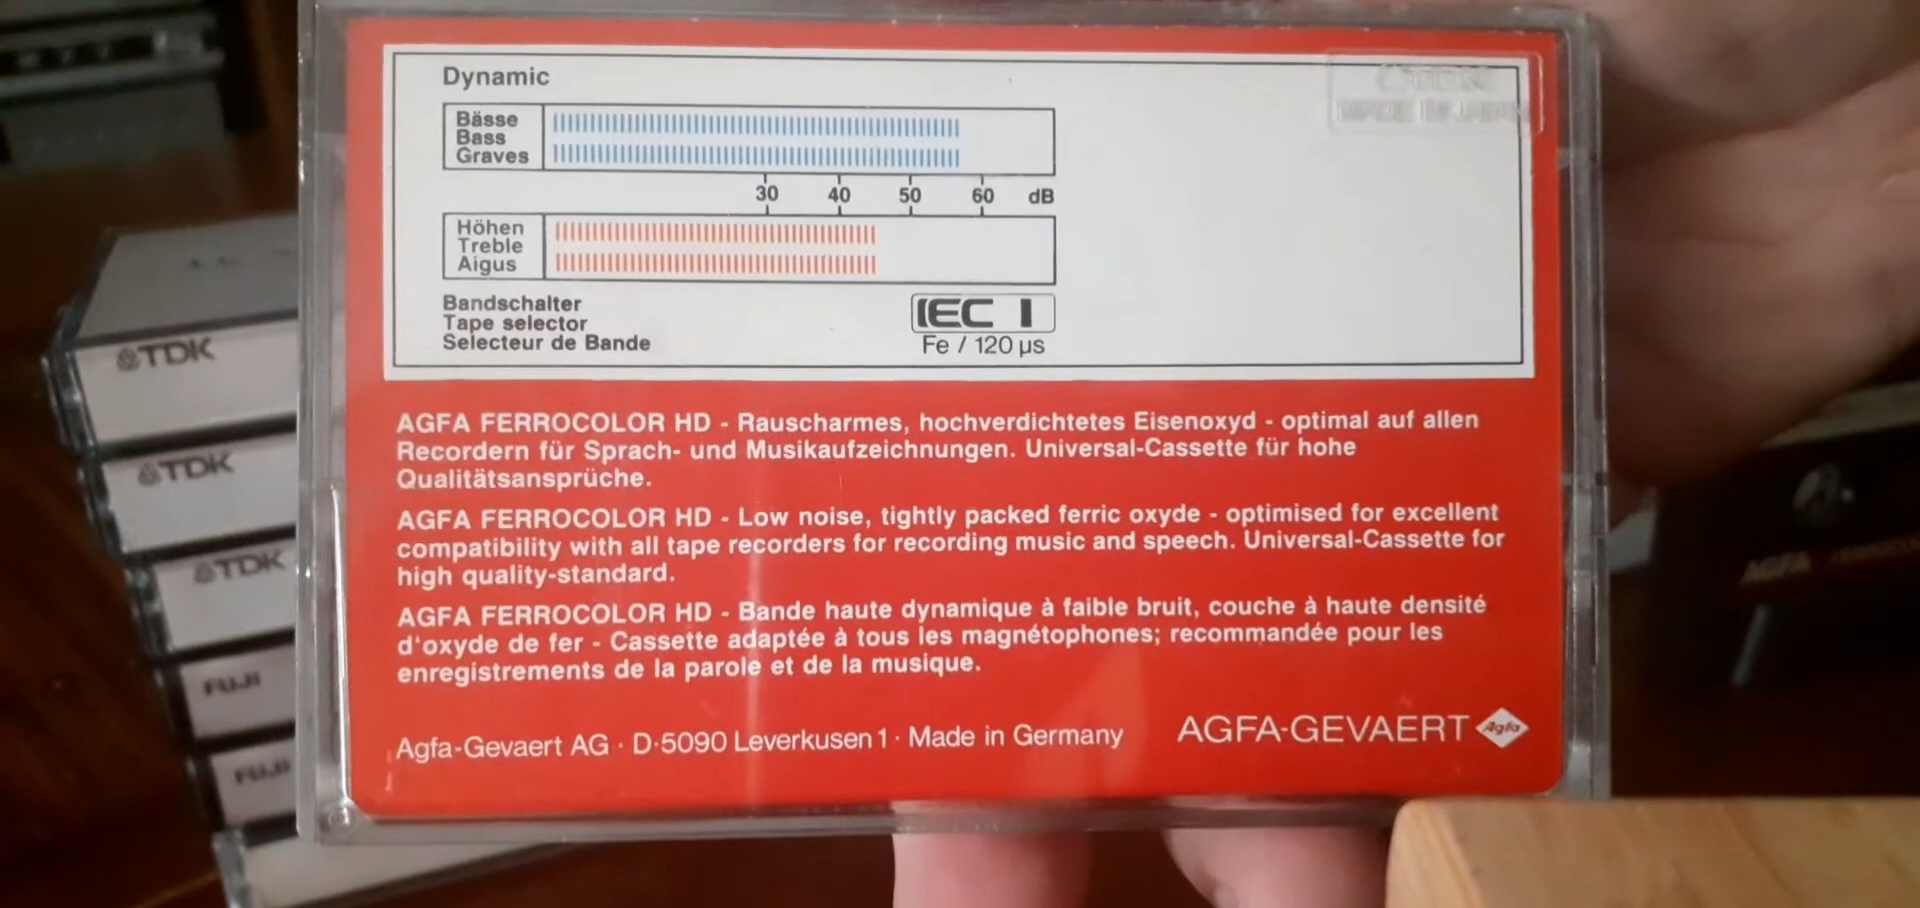 Dynamic
Bässe
Bass
Graves
30 40 50 60 dB
Höhen
Treble
Aigus
Bandschalter
Tape selector
Selecteur de Bande
IEC I
Fe / 120 µs
AGFA FERROCOLOR HD - Rauscharmes, hochverdichtetes Eisenoxyd - optimal auf allen
Recordern für Sprach- und Musikaufzeichnungen. Universal-Cassette für hohe
Qualitätsansprüche.
AGFA FERROCOLOR HD - Low noise, tightly packed ferric oxyde - optimised for excellent
compatibility with all tape recorders for recording music and speech. Universal-Cassette for
high quality-standard.
AGFA FERROCOLOR HD - Bande haute dynamique à faible bruit, couche à haute densité
d'oxyde de fer - Cassette adaptée à tous les magnétophones; recommandée pour les
enregistrements de la parole et de la musique.
Agfa-Gevaert AG · D-5090 Leverkusen 1 · Made in Germany
AGFA-GEVAERT Agfa
TDK
TDK
TDK
FUJI
FUJI
AGFA